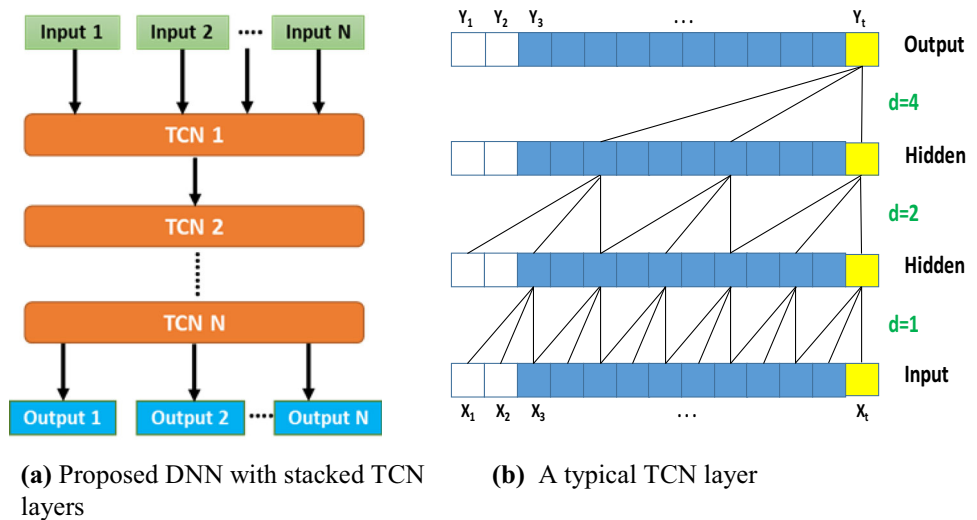 Input 1 Input 2 .... Input N
TCN 1
TCN 2
TCN N
Output 1 Output 2 .... Output N
(a) Proposed DNN with stacked TCN
layers
Y1 Y2 Y3 ... Yt
Output
d=4
Hidden
d=2
Hidden
d=1
Input
X1 X2 X3 ... Xt
(b) A typical TCN layer